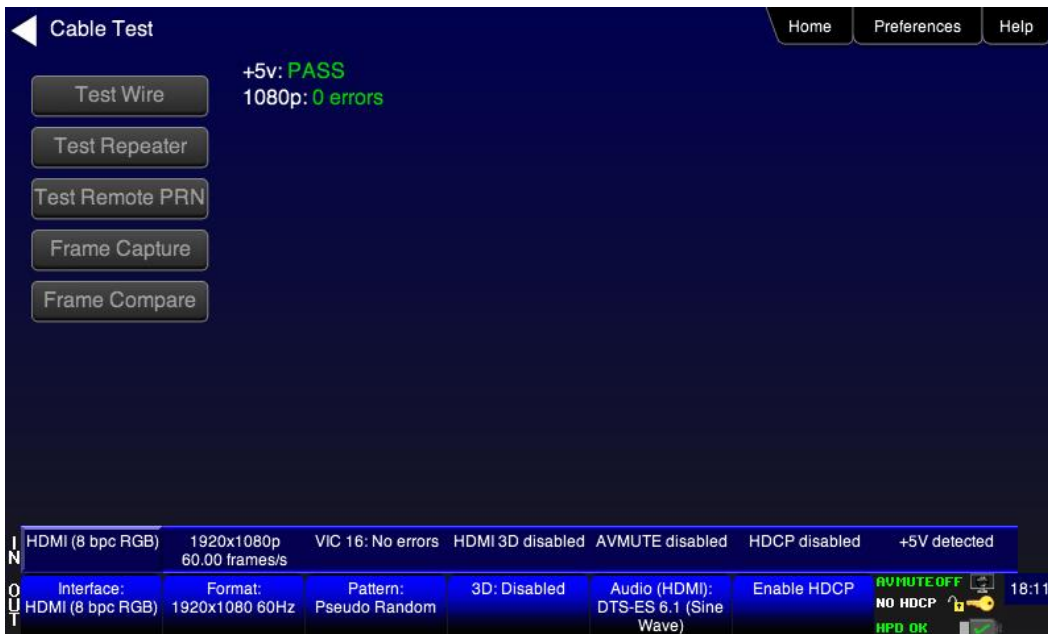 Cable Test
Home
Preferences
Help
+5v: PASS
1080p: 0 errors
Test Wire
Test Repeater
Test Remote PRN
Frame Capture
Frame Compare
IN
HDMI (8 bpc RGB)
1920x1080p
60.00 frames/s
VIC 16: No errors
HDMI 3D disabled
AVMUTE disabled
HDCP disabled
+5V detected
OUT
Interface:
HDMI (8 bpc RGB)
Format:
1920x1080 60Hz
Pattern:
Pseudo Random
3D: Disabled
Audio (HDMI):
DTS-ES 6.1 (Sine
Wave)
Enable HDCP
AVMUTE OFF
NO HDCP
HPD OK
18:11